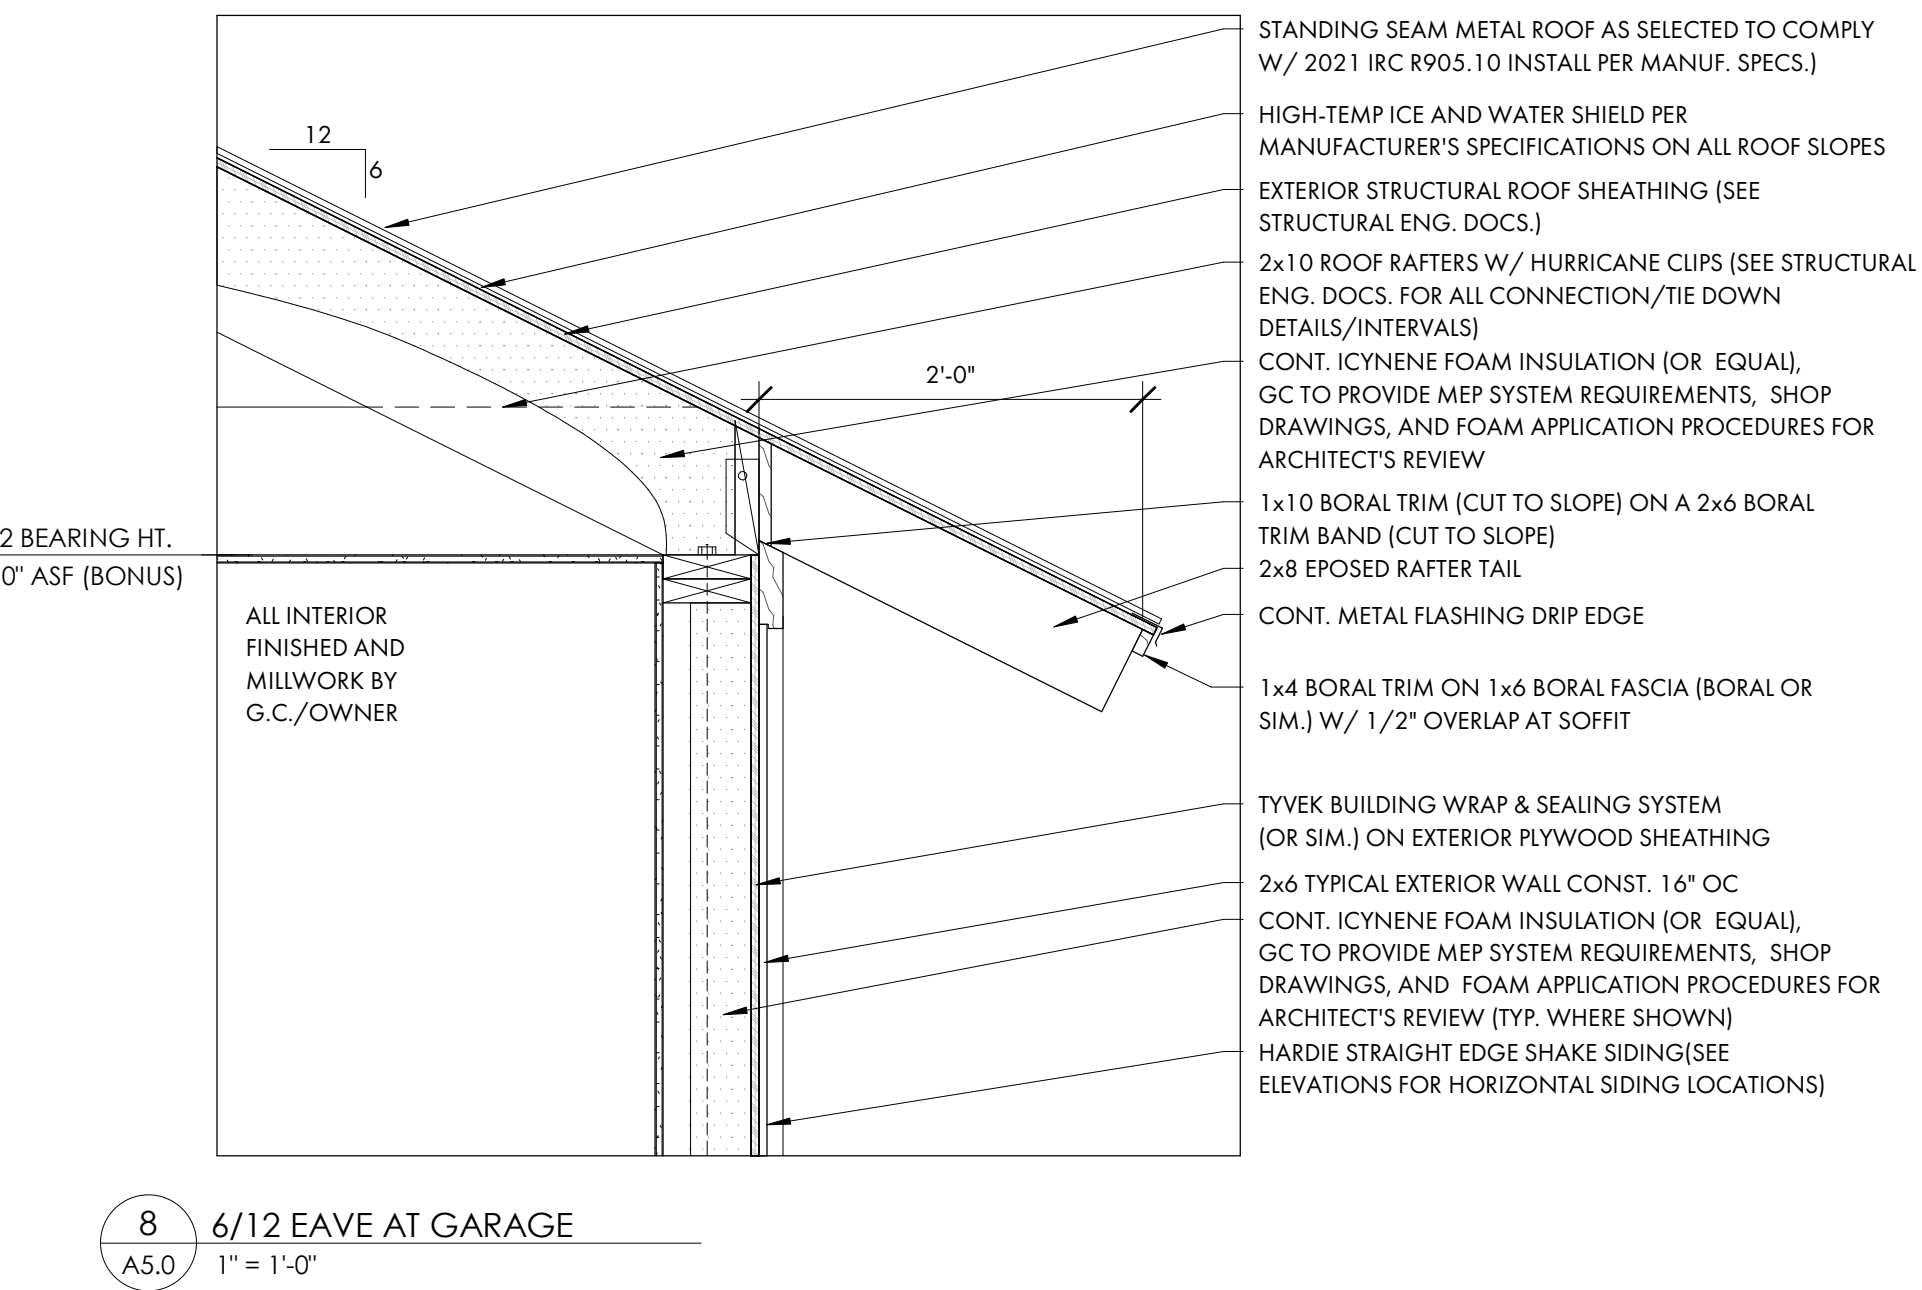 STANDING SEAM METAL ROOF AS SELECTED TO COMPLY
W/ 2021 IRC R905.10 INSTALL PER MANUF. SPECS.)
HIGH-TEMP ICE AND WATER SHIELD PER
MANUFACTURER'S SPECIFICATIONS ON ALL ROOF SLOPES
EXTERIOR STRUCTURAL ROOF SHEATHING (SEE
STRUCTURAL ENG. DOCS.)
2x10 ROOF RAFTERS W/ HURRICANE CLIPS (SEE STRUCTURAL
ENG. DOCS. FOR ALL CONNECTION/TIE DOWN
DETAILS/INTERVALS)
CONT. ICYNENE FOAM INSULATION (OR EQUAL),
GC TO PROVIDE MEP SYSTEM REQUIREMENTS, SHOP
DRAWINGS, AND FOAM APPLICATION PROCEDURES FOR
ARCHITECT'S REVIEW
1x10 BORAL TRIM (CUT TO SLOPE) ON A 2x6 BORAL
TRIM BAND (CUT TO SLOPE)
2x8 EPOSED RAFTER TAIL
CONT. METAL FLASHING DRIP EDGE
1x4 BORAL TRIM ON 1x6 BORAL FASCIA (BORAL OR
SIM.) W/ 1/2" OVERLAP AT SOFFIT
TYVEK BUILDING WRAP & SEALING SYSTEM
(OR SIM.) ON EXTERIOR PLYWOOD SHEATHING
2x6 TYPICAL EXTERIOR WALL CONST. 16" OC
CONT. ICYNENE FOAM INSULATION (OR EQUAL),
GC TO PROVIDE MEP SYSTEM REQUIREMENTS, SHOP
DRAWINGS, AND FOAM APPLICATION PROCEDURES FOR
ARCHITECT'S REVIEW (TYP. WHERE SHOWN)
HARDIE STRAIGHT EDGE SHAKE SIDING(SEE
ELEVATIONS FOR HORIZONTAL SIDING LOCATIONS)
12
6
2'-0"
2 BEARING HT.
0" ASF (BONUS)
ALL INTERIOR
FINISHED AND
MILLWORK BY
G.C./OWNER
8
A5.0
6/12 EAVE AT GARAGE
1" = 1'-0"